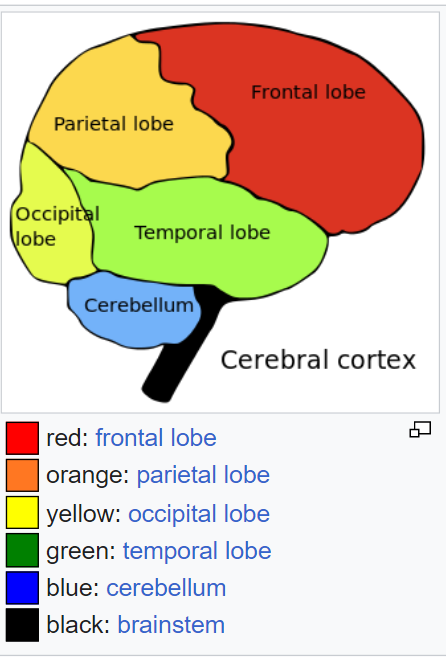 Frontal lobe
Parietal lobe
Occipital
lobe
Temporal lobe
Cerebellum
Cerebral cortex
red: frontal lobe
orange: parietal lobe
yellow: occipital lobe
green: temporal lobe
blue: cerebellum
black: brainstem